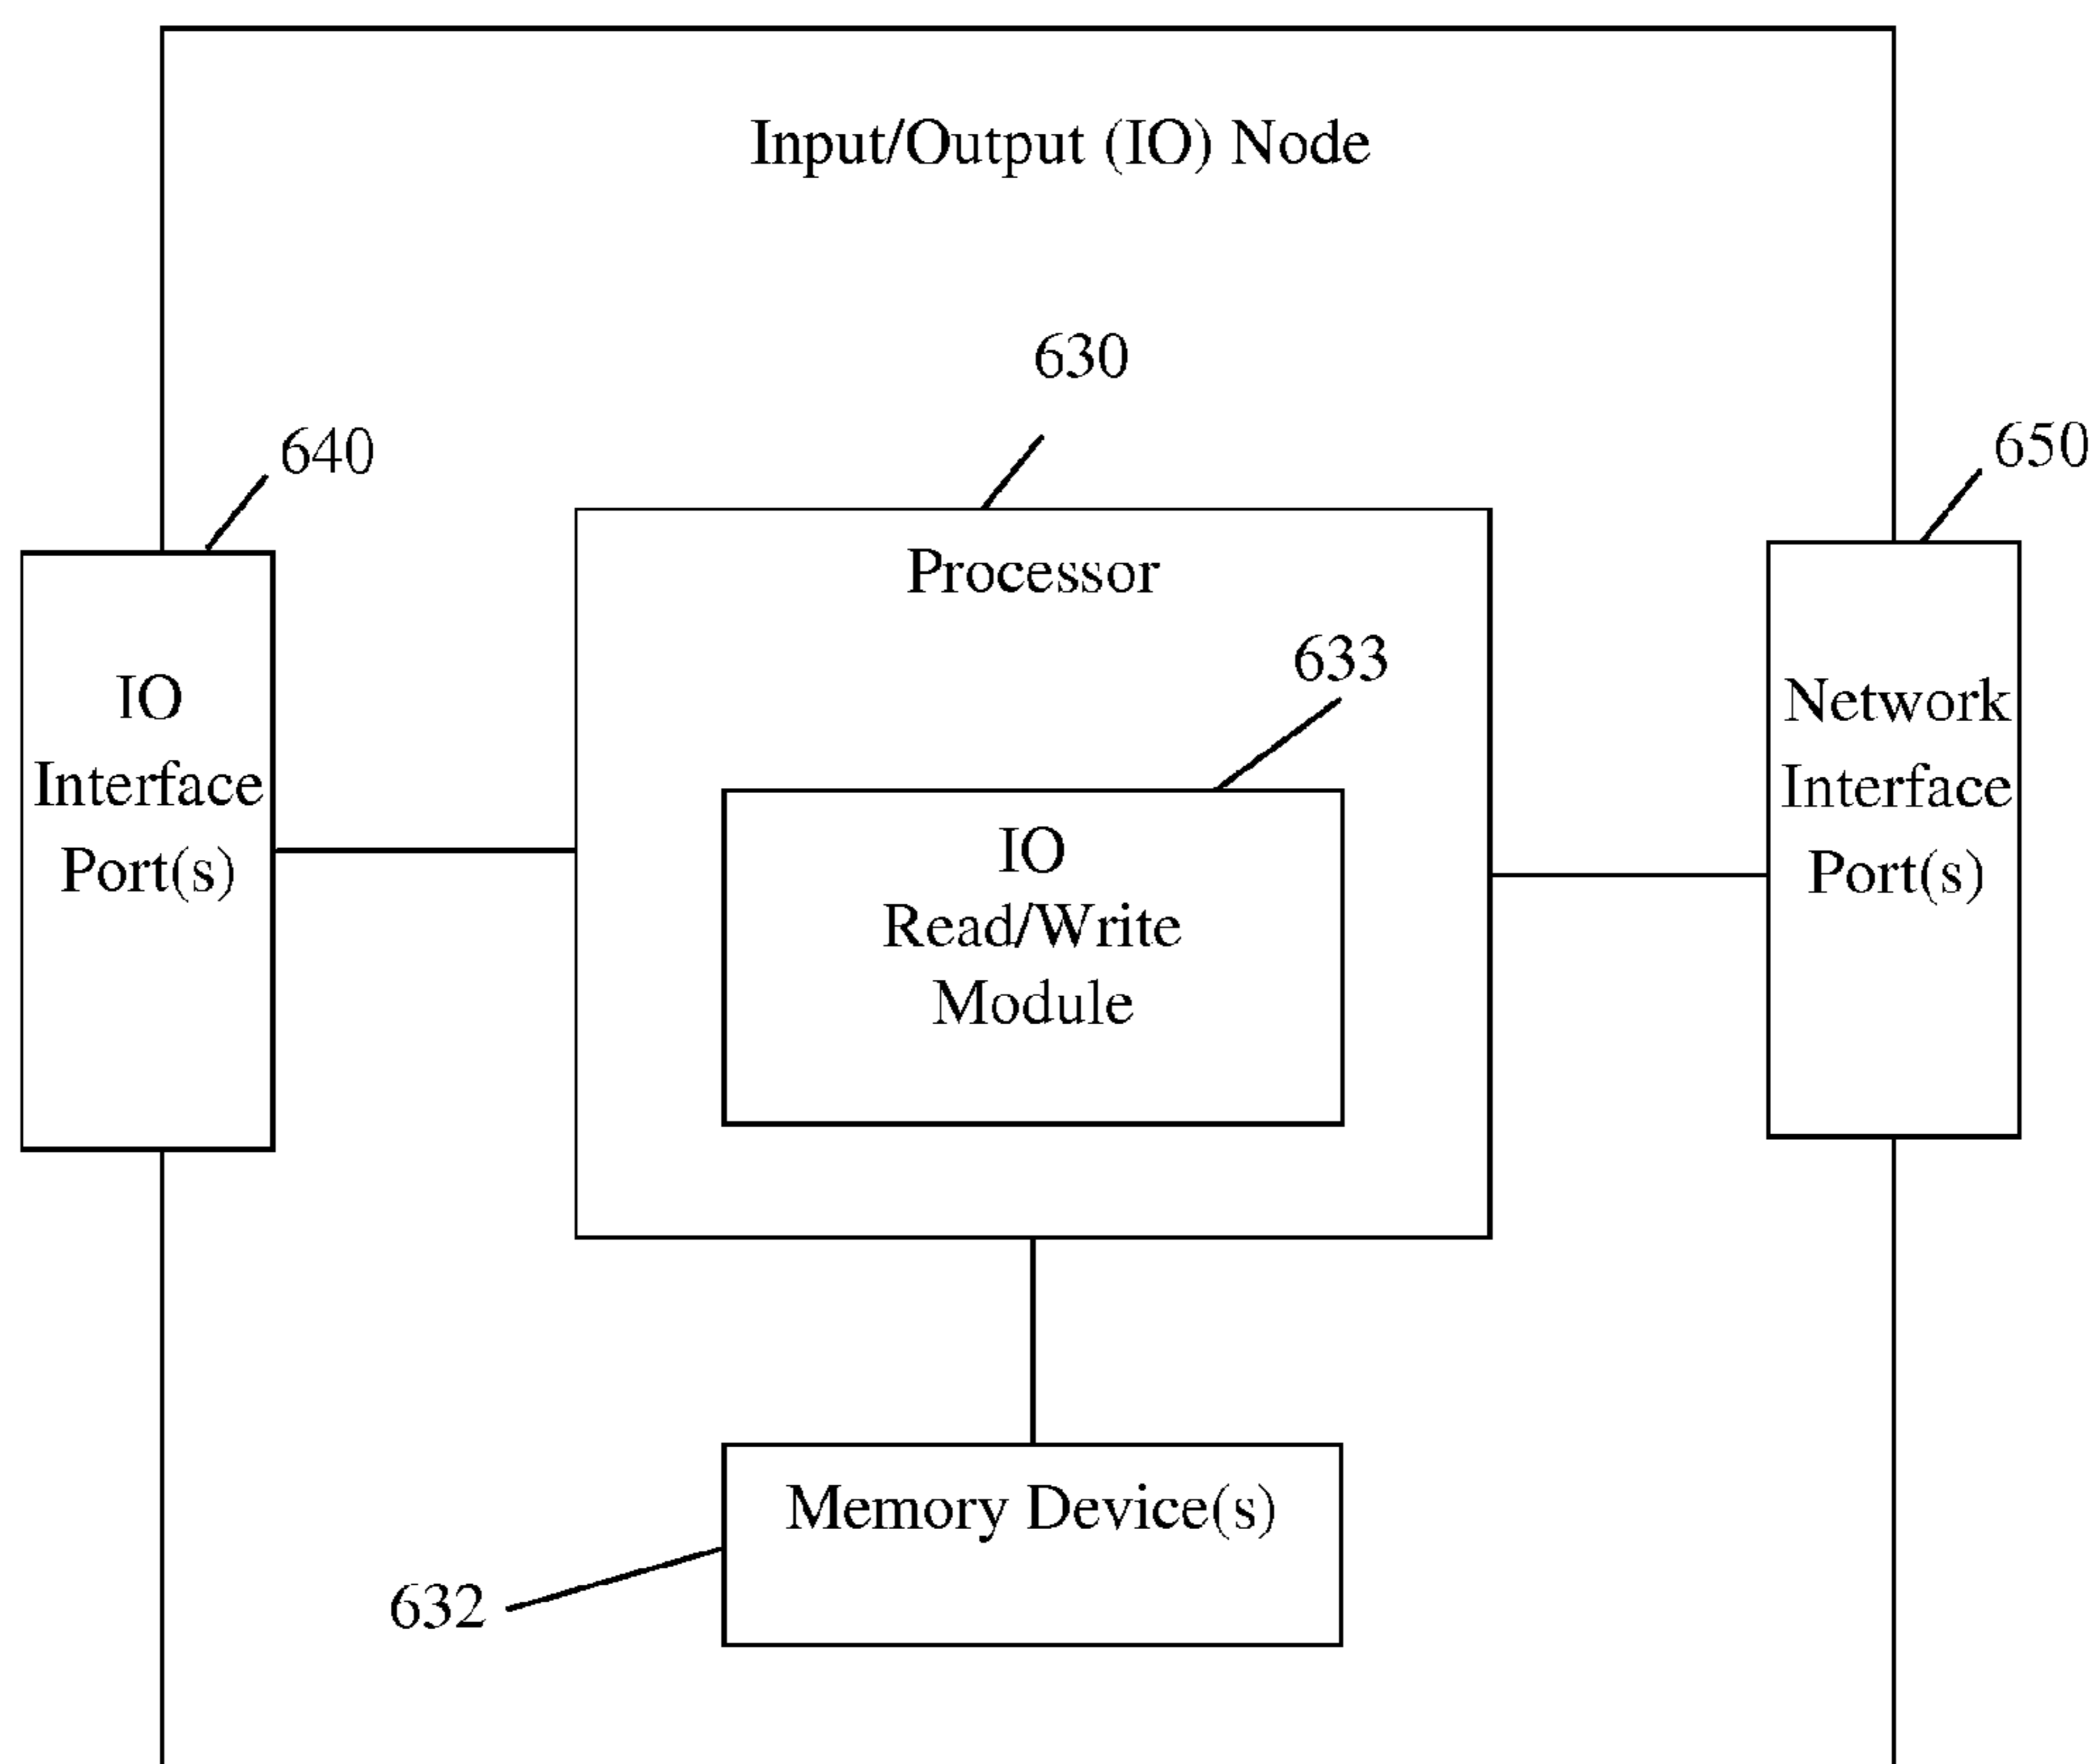 Input/Output (IO) Node
630
640
650
Processor
633
IO
Interface
Port(s)
IO
Read/Write
Module
Network
Interface
Port(s)
Memory Device(s)
632